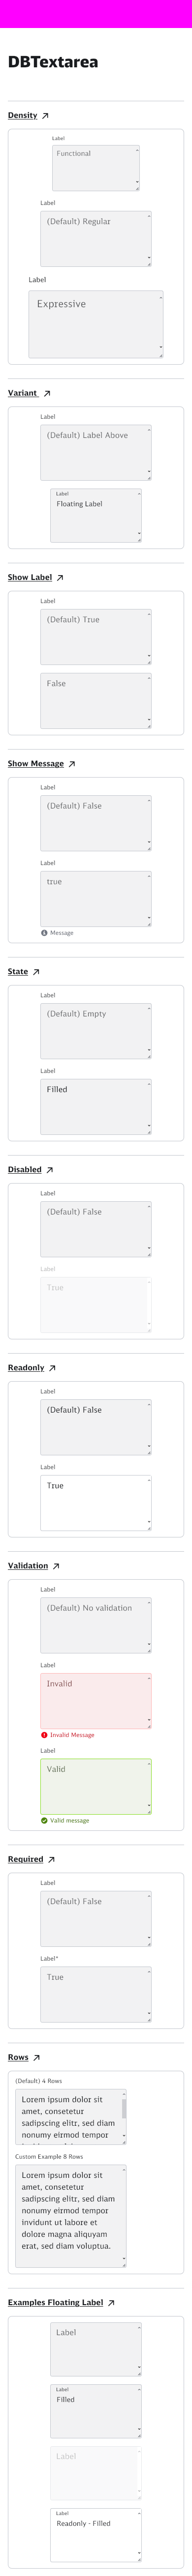 DBTextarea
Density
Label
Functional
Label
(Default) Regular
Label
Expressive
Variant
Label
(Default) Label Above
Label
Floating Label
Show Label
Label
(Default) True
False
Show Message
Label
(Default) False
Label
true
Message
State
Label
(Default) Empty
Label
Filled
Disabled
Label
(Default) False
Label
True
Readonly
Label
(Default) False
Label
True
Validation
Label
(Default) No validation
Label
Invalid
Invalid Message
Label
Valid
Valid message
Required
Label
(Default) False
Label*
True
Rows
(Default) 4 Rows
Lorem ipsum dolor sit
amet, consetetur
sadipscing elitr, sed diam
nonumy eirmod tempor
Custom Example 8 Rows
Lorem ipsum dolor sit
amet, consetetur
sadipscing elitr, sed diam
nonumy eirmod tempor
invidunt ut labore et
dolore magna aliquyam
erat, sed diam voluptua.
Examples Floating Label
Label
Label
Filled
Label
Label
Readonly - Filled